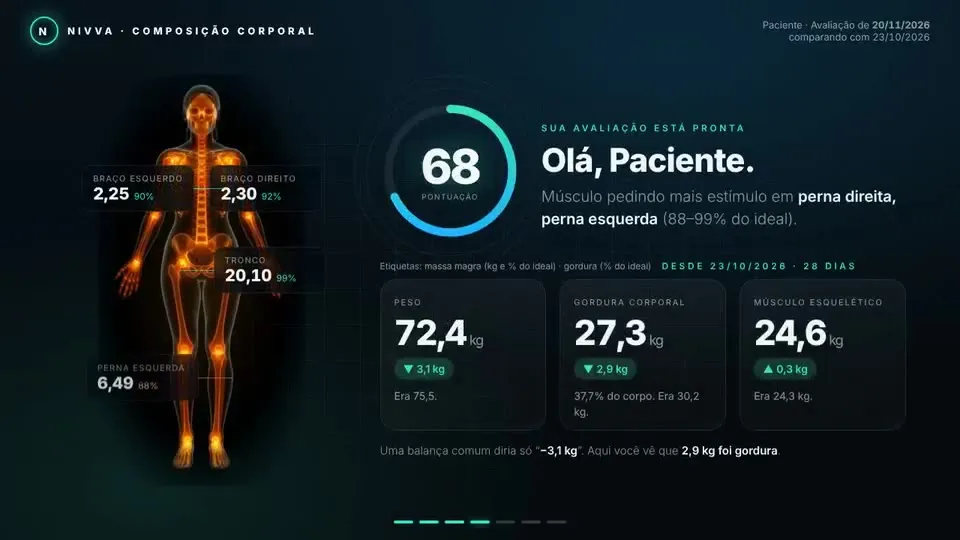 N
NIVVA · COMPOSIÇÃO CORPORAL
Paciente · Avaliação de 20/11/2026
comparando com 23/10/2026
BRAÇO ESQUERDO
2,25 90%
BRAÇO DIREITO
2,30 92%
TRONCO
20,10 99%
PERNA ESQUERDA
6,49 88%
68
PONTUAÇÃO
SUA AVALIAÇÃO ESTÁ PRONTA
Olá, Paciente.
Músculo pedindo mais estímulo em perna direita,
perna esquerda (88–99% do ideal).
Etiquetas: massa magra (kg e % do ideal) · gordura (% do ideal)
DESDE 23/10/2026 · 28 DIAS
PESO
72,4 kg
▼ 3,1 kg
Era 75,5.
GORDURA CORPORAL
27,3 kg
▼ 2,9 kg
37,7% do corpo. Era 30,2
kg.
MÚSCULO ESQUELÉTICO
24,6 kg
▲ 0,3 kg
Era 24,3 kg.
Uma balança comum diria só "−3,1 kg". Aqui você vê que 2,9 kg foi gordura.